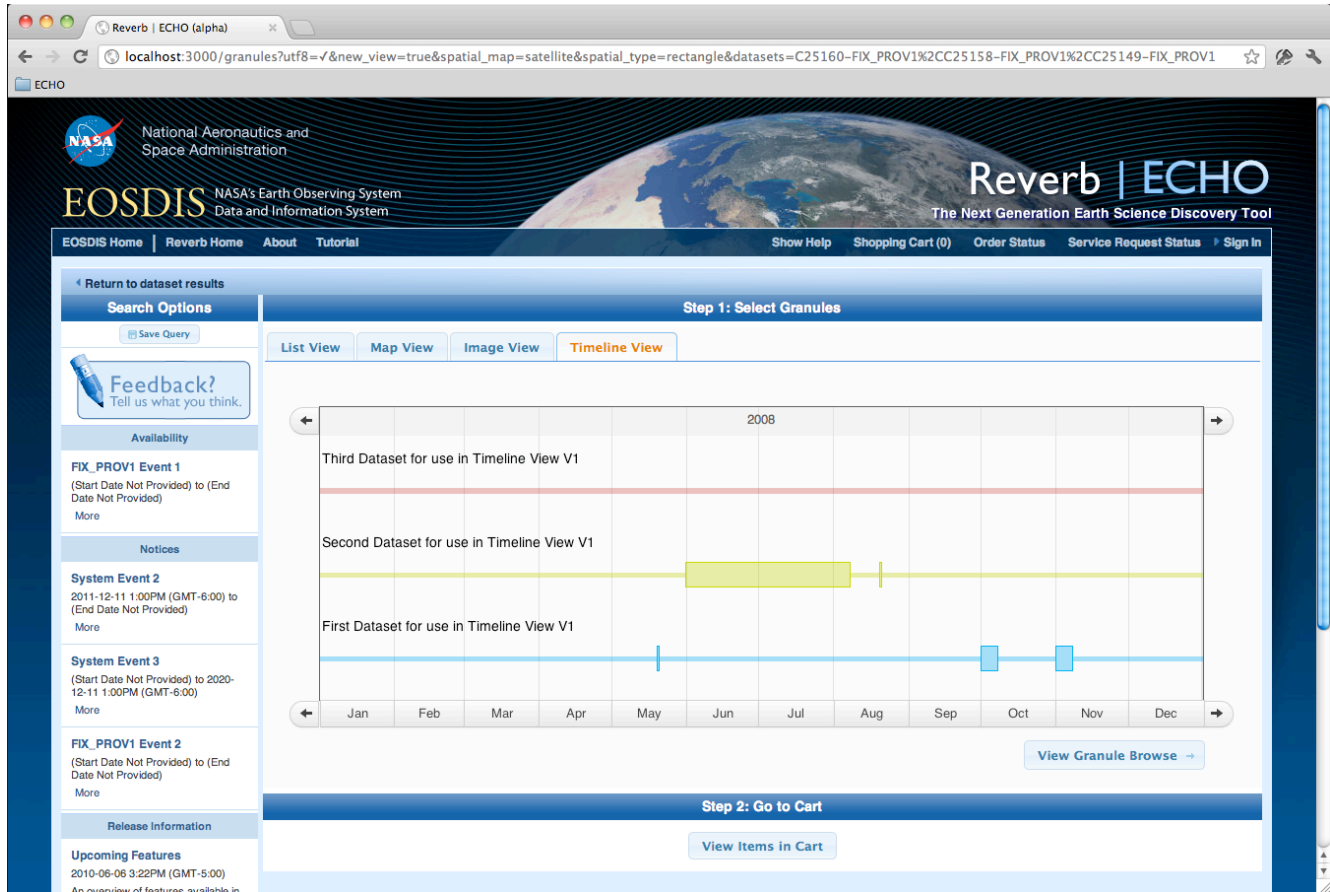 Reverb | ECHO (alpha)
localhost:3000/granules?utf8=✓&new_view=true&spatial_map=satellite&spatial_type=rectangle&datasets=C25160-FIX_PROV1%2CC25158-FIX_PROV1%2CC25149-FIX_PROV1
ECHO
NASA
National Aeronautics and
Space Administration
EOSDIS
NASA's Earth Observing System
Data and Information System
Reverb | ECHO
The Next Generation Earth Science Discovery Tool
EOSDIS Home | Reverb Home About Tutorial
Show Help Shopping Cart (0) Order Status Service Request Status Sign In
Return to dataset results
Search Options
Save Query
Feedback?
Tell us what you think.
Availability
FIX_PROV1 Event 1
(Start Date Not Provided) to (End
Date Not Provided)
More
Notices
System Event 2
2011-12-11 1:00PM (GMT-6:00) to
(End Date Not Provided)
More
System Event 3
(Start Date Not Provided) to 2020-
12-11 1:00PM (GMT-6:00)
More
FIX_PROV1 Event 2
(Start Date Not Provided) to (End
Date Not Provided)
More
Release Information
Upcoming Features
2010-06-06 3:22PM (GMT-5:00)
An overview of features available in
Step 1: Select Granules
List View Map View Image View Timeline View
2008
Third Dataset for use in Timeline View V1
Second Dataset for use in Timeline View V1
First Dataset for use in Timeline View V1
Jan Feb Mar Apr May Jun Jul Aug Sep Oct Nov Dec
View Granule Browse →
Step 2: Go to Cart
View Items in Cart